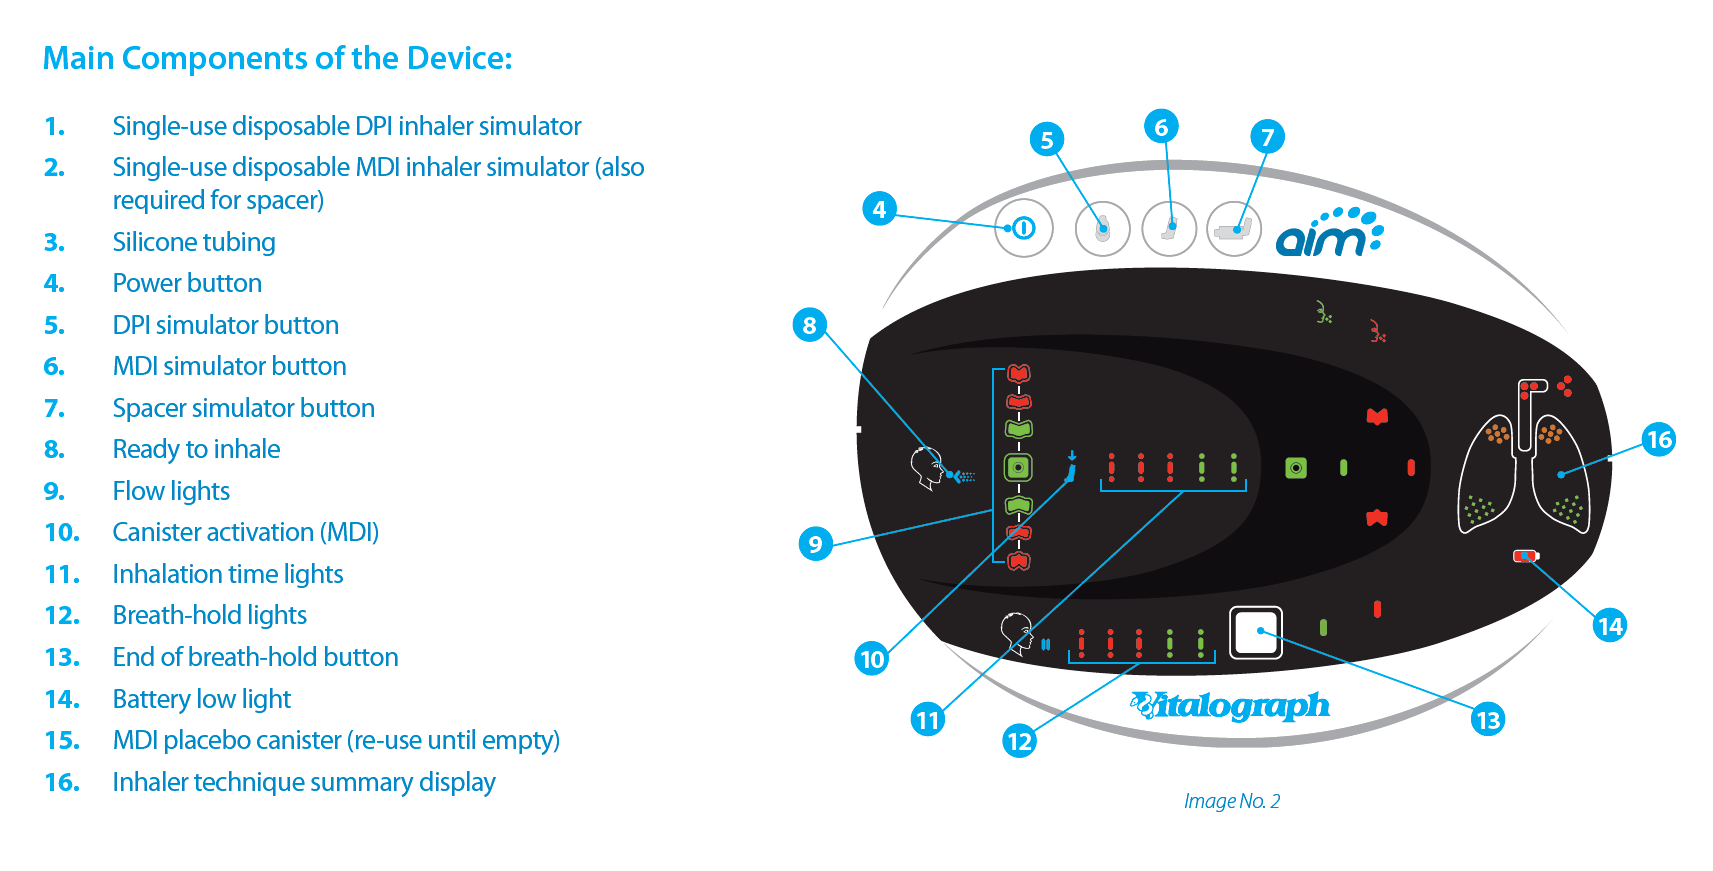 Main Components of the Device:
1. Single-use disposable DPI inhaler simulator
2. Single-use disposable MDI inhaler simulator (also
required for spacer)
3. Silicone tubing
4. Power button
5. DPI simulator button
6. MDI simulator button
7. Spacer simulator button
8. Ready to inhale
9. Flow lights
10. Canister activation (MDI)
11. Inhalation time lights
12. Breath-hold lights
13. End of breath-hold button
14. Battery low light
15. MDI placebo canister (re-use until empty)
16. Inhaler technique summary display
4
5
6
7
aim
8
16
9
14
10
11
12
13
Vitalograph
Image No. 2